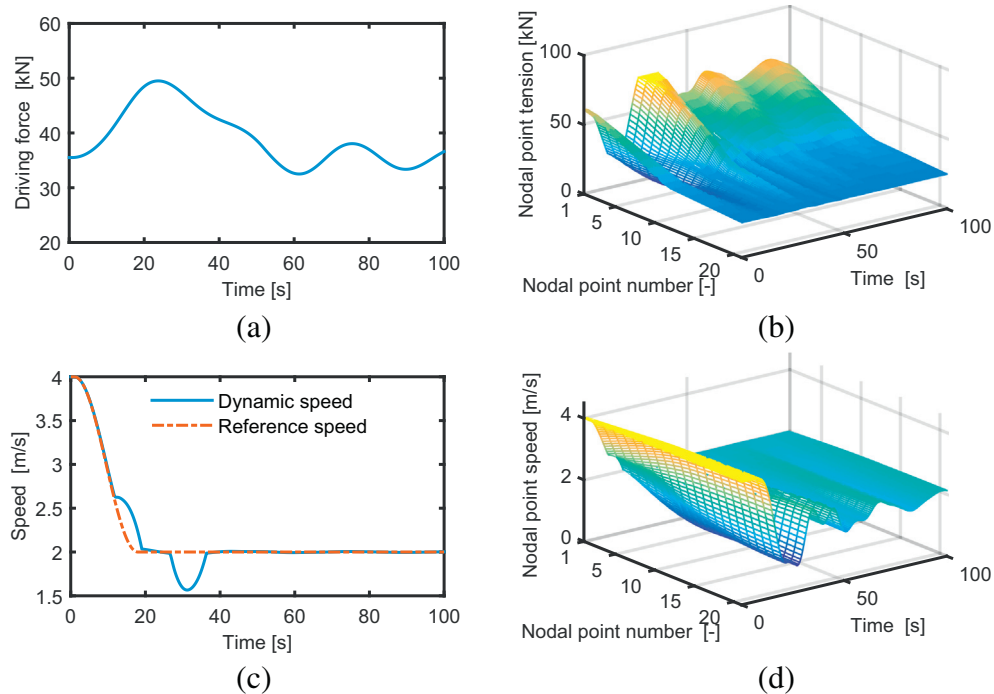 60
50
40
30
20
Driving force [kN]
0
20
40
60
80
100
Time [s]
(a)
100
50
0
Nodal point tension [kN]
1
5
10
15
20
Nodal point number [-]
0
50
100
Time [s]
(b)
4
3.5
3
2.5
2
1.5
Speed [m/s]
Dynamic speed
Reference speed
0
20
40
60
80
100
Time [s]
(c)
4
2
0
Nodal point speed [m/s]
1
5
10
15
20
Nodal point number [-]
0
50
100
Time [s]
(d)